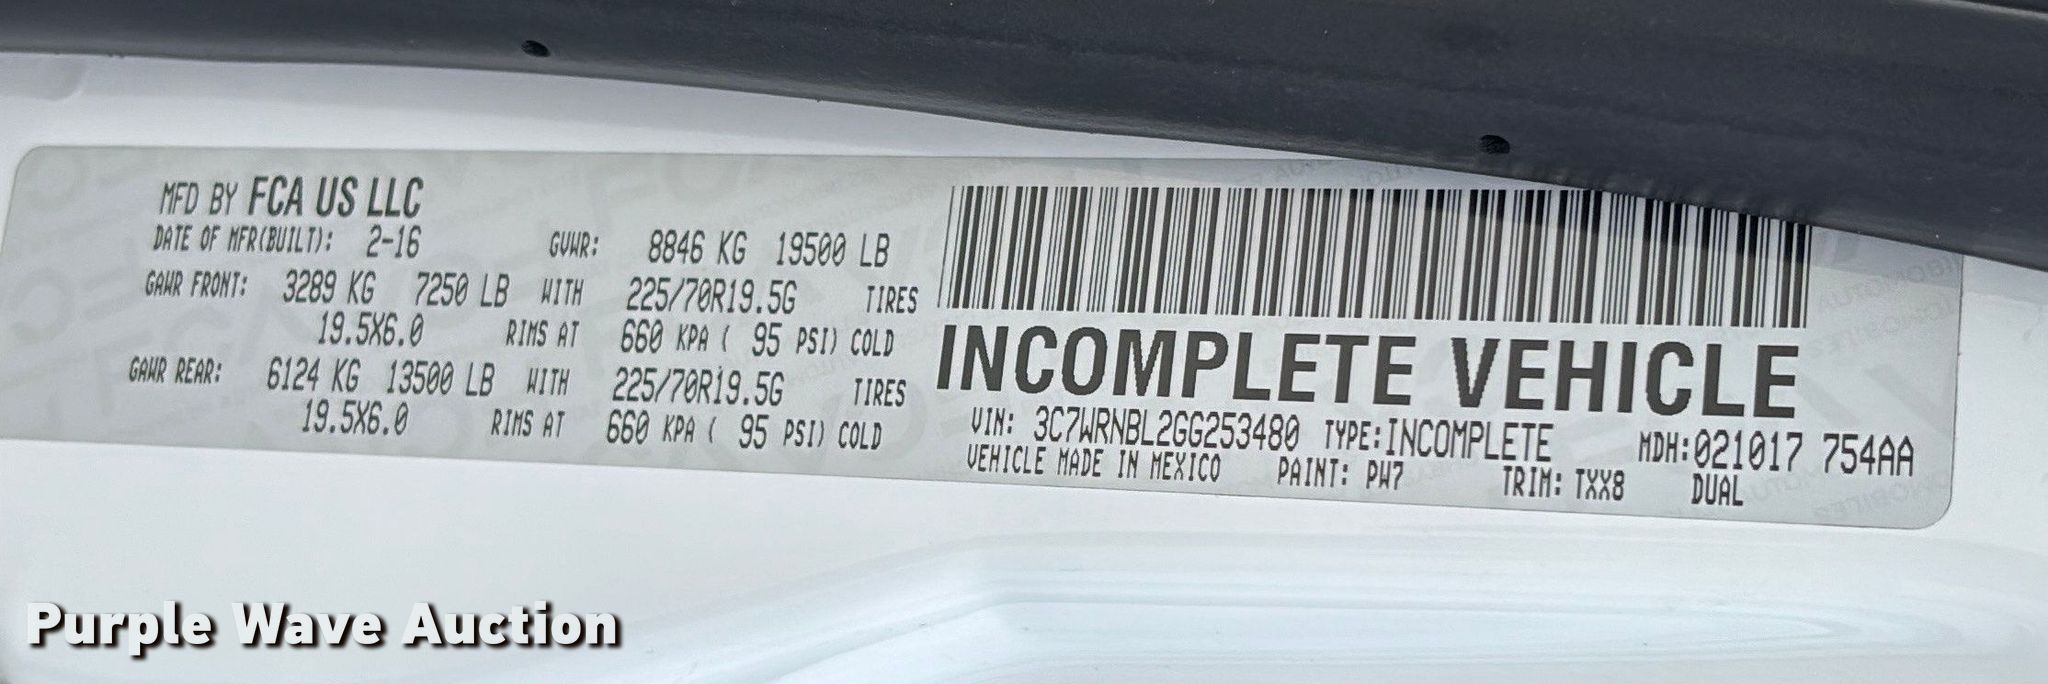 MFD BY FCA US LLC
DATE OF MFR(BUILT): 2-16 GVWR: 8846 KG 19500 LB
GAWR FRONT: 3289 KG 7250 LB WITH 225/70R19.5G TIRES
19.5X6.0 RIMS AT 660 KPA ( 95 PSI) COLD
GAWR REAR: 6124 KG 13500 LB WITH 225/70R19.5G TIRES
19.5X6.0 RIMS AT 660 KPA ( 95 PSI) COLD
INCOMPLETE VEHICLE
VIN: 3C7WRNBL2GG253480 TYPE: INCOMPLETE MDH: 021017 754AA
VEHICLE MADE IN MEXICO PAINT: PW7 TRIM: TXX8 DUAL
Purple Wave Auction